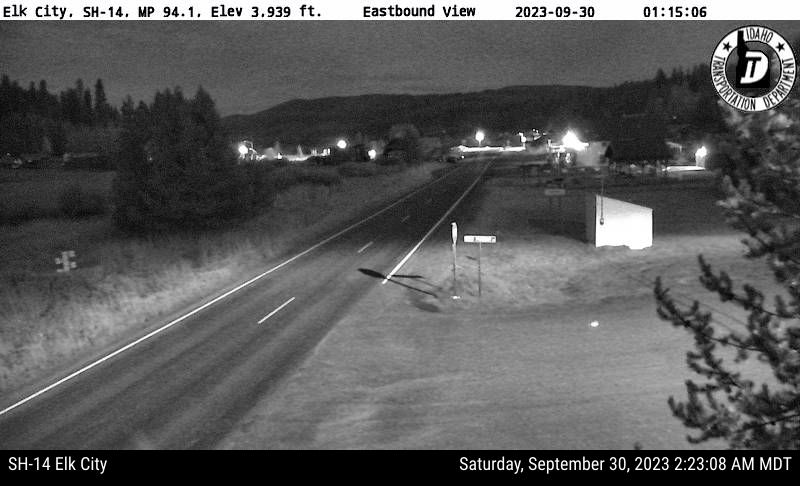 Elk City, SH-14, MP 94.1, Elev 3,939 ft. Eastbound View 2023-09-30 01:15:06
IDAHO
TRANSPORTATION DEPARTMENT
SH-14 Elk City Saturday, September 30, 2023 2:23:08 AM MDT